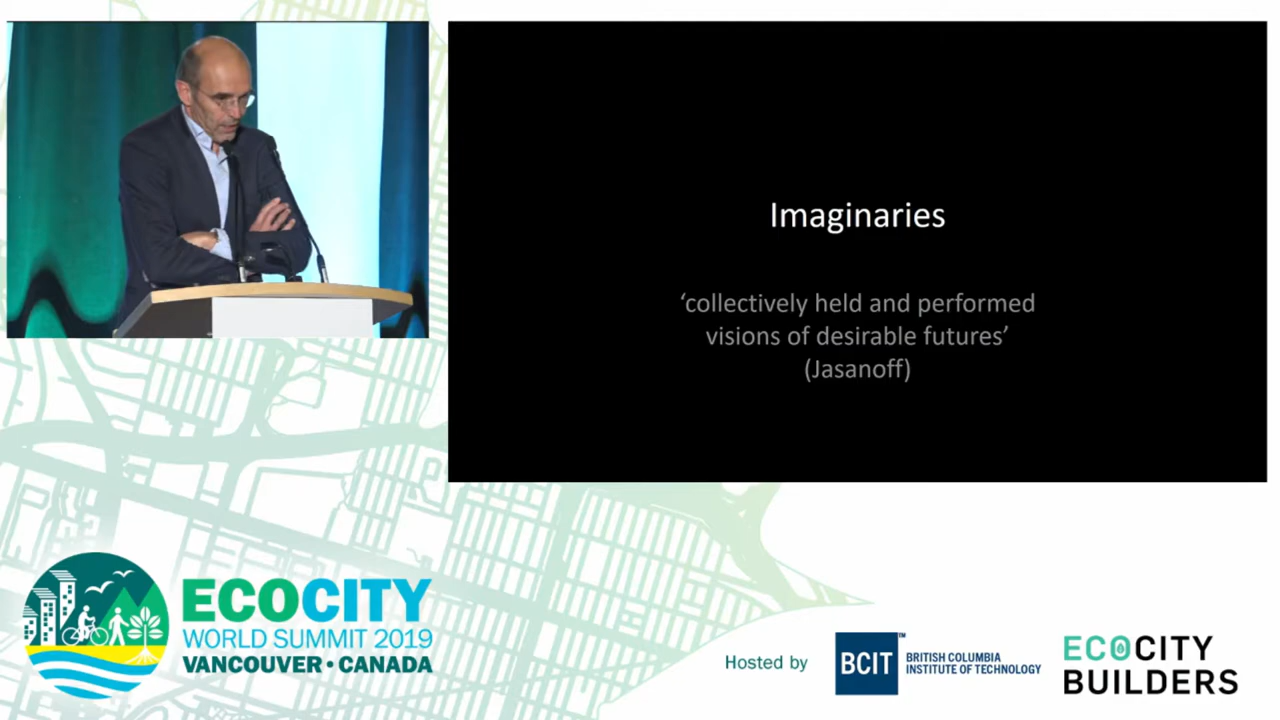 Imaginaries
‘collectively held and performed
visions of desirable futures’
(Jasanoff)
ECOCITY
WORLD SUMMIT 2019
VANCOUVER • CANADA
Hosted by
BCIT™
BRITISH COLUMBIA
INSTITUTE OF TECHNOLOGY
ECOCITY
BUILDERS